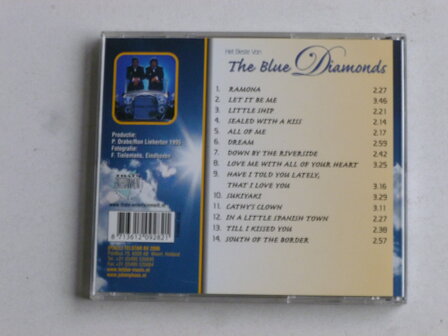 Het Beste Van
The Blue Diamonds
1. RAMONA 2.27
2. LET IT BE ME 3.46
3. LITTLE SHIP 2.21
4. SEALED WITH A KISS 2.14
5. ALL OF ME 2.17
6. DREAM 2.59
7. DOWN BY THE RIVERSIDE 2.42
8. LOVE ME WITH ALL OF YOUR HEART 3.25
9. HAVE I TOLD YOU LATELY,
THAT I LOVE YOU 3.16
10. SUKIYAKI 3.29
11. CATHY'S CLOWN 2.31
12. IN A LITTLE SPANISH TOWN 2.27
13. TILL I KISSED YOU 2.38
14. SOUTH OF THE BORDER 2.57
Productie:
P. Drabe/Ron Lieberton 1995
Fotografie:
F. Tielemans, Eindhoven
8 713612 092821